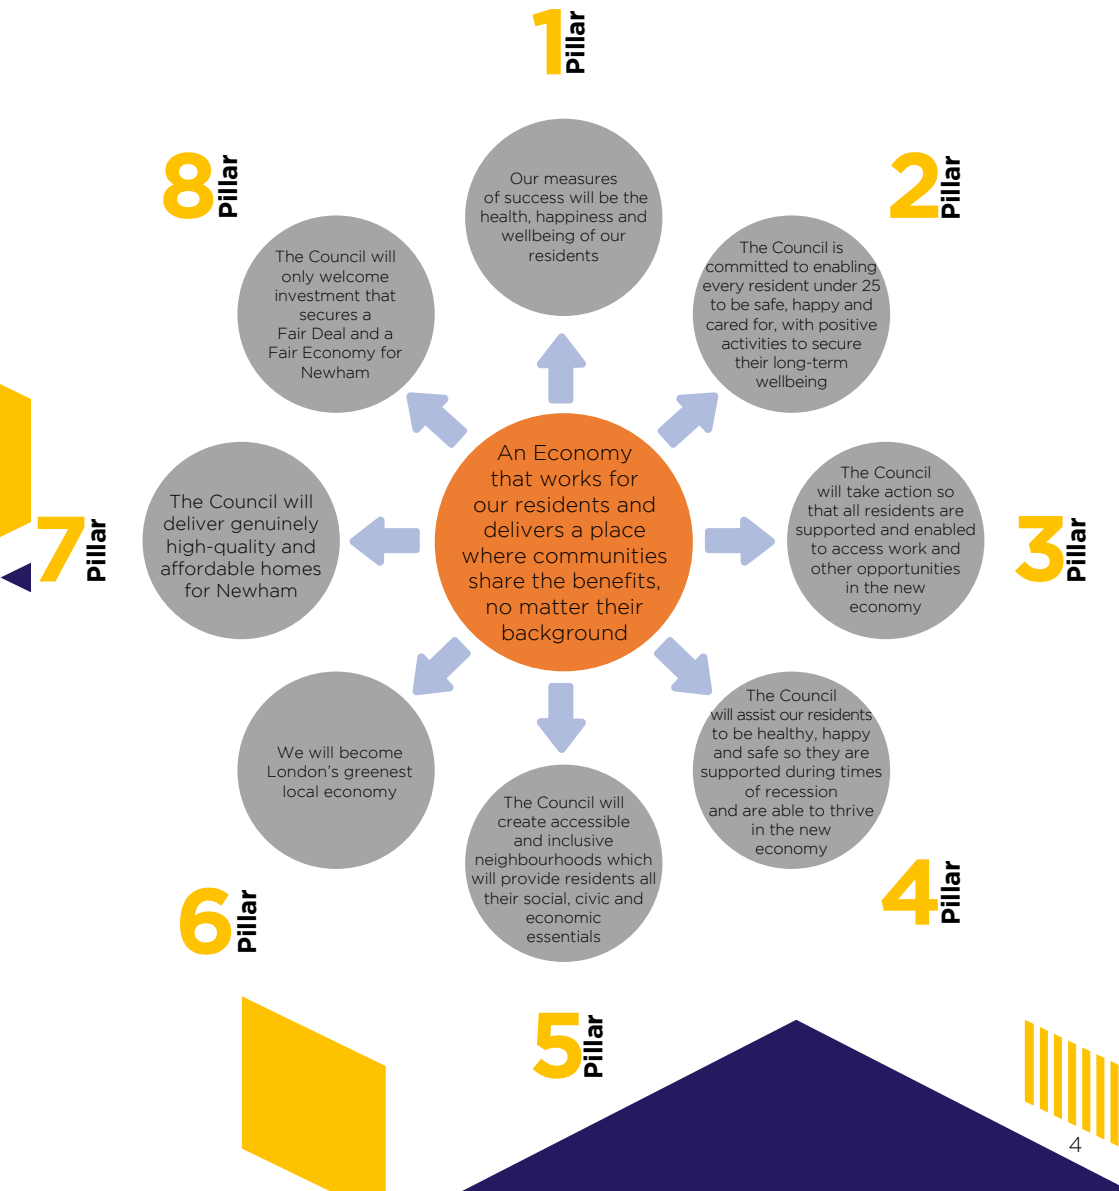 1
Pillar
Our measures
of success will be the
health, happiness and
wellbeing of our
residents
2
Pillar
The Council is
committed to enabling
every resident under 25
to be safe, happy and
cared for, with positive
activities to secure
their long-term
wellbeing
3
Pillar
The Council
will take action so
that all residents are
supported and enabled
to access work and
other opportunities
in the new
economy
4
Pillar
The Council
will assist our residents
to be healthy, happy
and safe so they are
supported during times
of recession
and are able to thrive
in the new
economy
5
Pillar
The Council will
create accessible
and inclusive
neighbourhoods which
will provide residents all
their social, civic and
economic
essentials
6
Pillar
We will become
London's greenest
local economy
7
Pillar
The Council will
deliver genuinely
high-quality and
affordable homes
for Newham
8
Pillar
The Council will
only welcome
investment that
secures a
Fair Deal and a
Fair Economy for
Newham
An Economy
that works for
our residents and
delivers a place
where communities
share the benefits,
no matter their
background
4